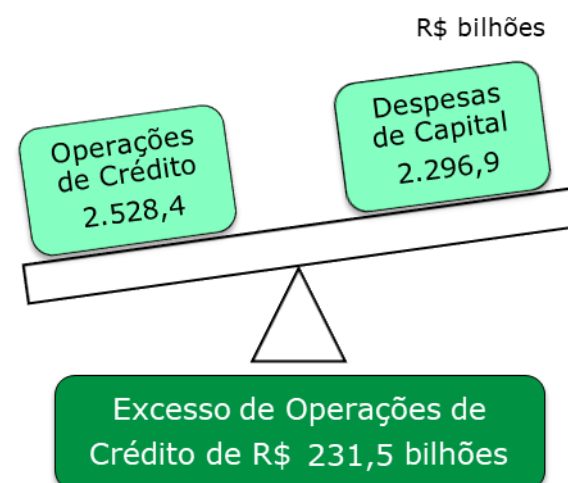 R$ bilhões
Operações
de Crédito
2.528,4
Despesas
de Capital
2.296,9
Excesso de Operações de
Crédito de R$ 231,5 bilhões